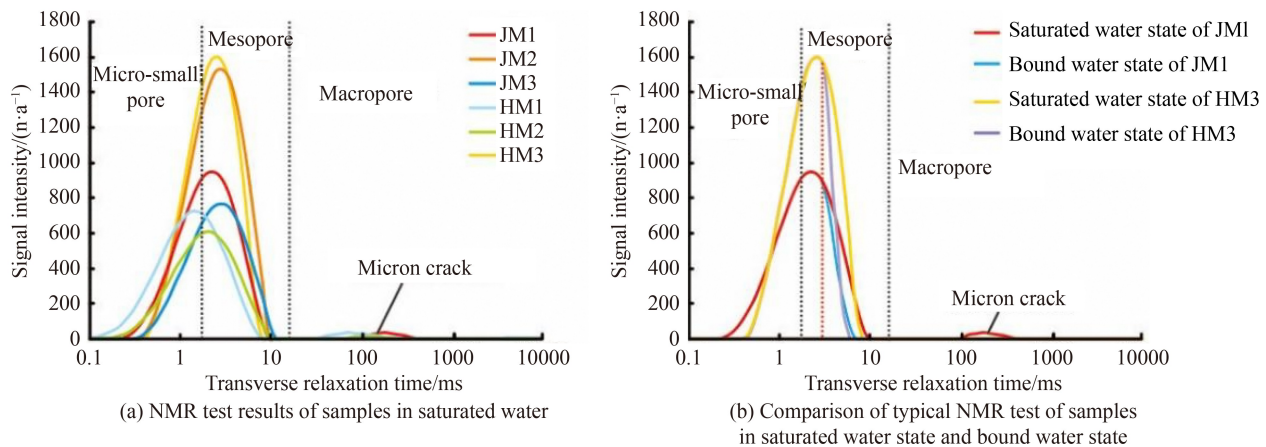 1800
1600
1400
1200
1000
800
600
400
200
0
Signal intensity/(n·a⁻¹)
Mesopore
Micro-small
pore
Macropore
JM1
JM2
JM3
HM1
HM2
HM3
Micron crack
0.1
1
10
100
1000
10000
Transverse relaxation time/ms
(a) NMR test results of samples in saturated water
1800
1600
1400
1200
1000
800
600
400
200
0
Signal intensity/(n·a⁻¹)
Mesopore
Micro-small
pore
Macropore
Saturated water state of JM1
Bound water state of JM1
Saturated water state of HM3
Bound water state of HM3
Micron crack
0.1
1
10
100
1000
10000
Transverse relaxation time/ms
(b) Comparison of typical NMR test of samples
in saturated water state and bound water state